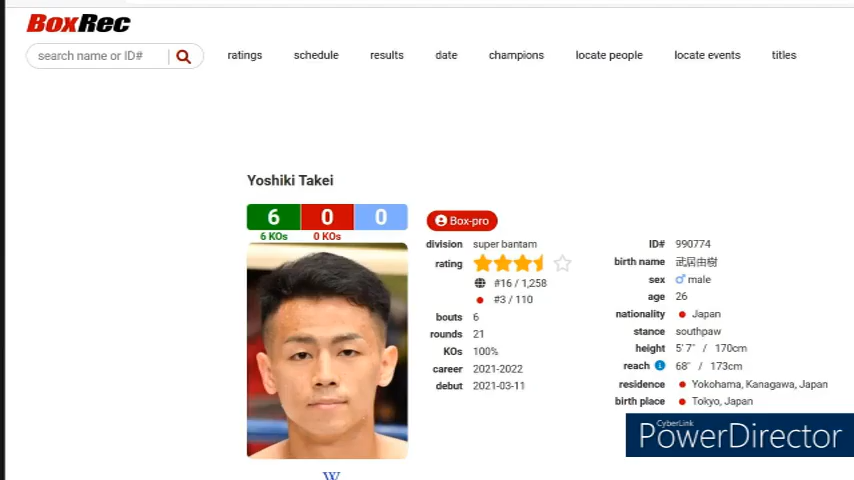 BoxRec
search name or ID#
ratings schedule results date champions locate people locate events titles
Yoshiki Takei
6 0 0
6 KOs 0 KOs
Box-pro
division super bantam
rating
#16 / 1,258
#3 / 110
bouts 6
rounds 21
KOs 100%
career 2021-2022
debut 2021-03-11
ID# 990774
birth name 武居由樹
sex male
age 26
nationality Japan
stance southpaw
height 5' 7" / 170cm
reach 68" / 173cm
residence Yokohama, Kanagawa, Japan
birth place Tokyo, Japan
CyberLink
PowerDirector
W